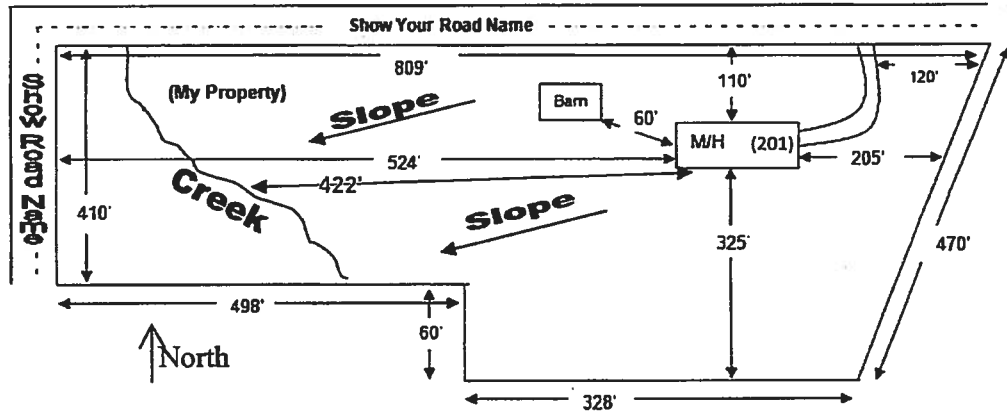 Show Your Road Name
Show Road Name
809'
110'
120'
(My Property)
Slope
Barn
60'
M/H (201)
524'
205'
422'
Creek
410'
Slope
325'
470'
498'
60'
North
328'